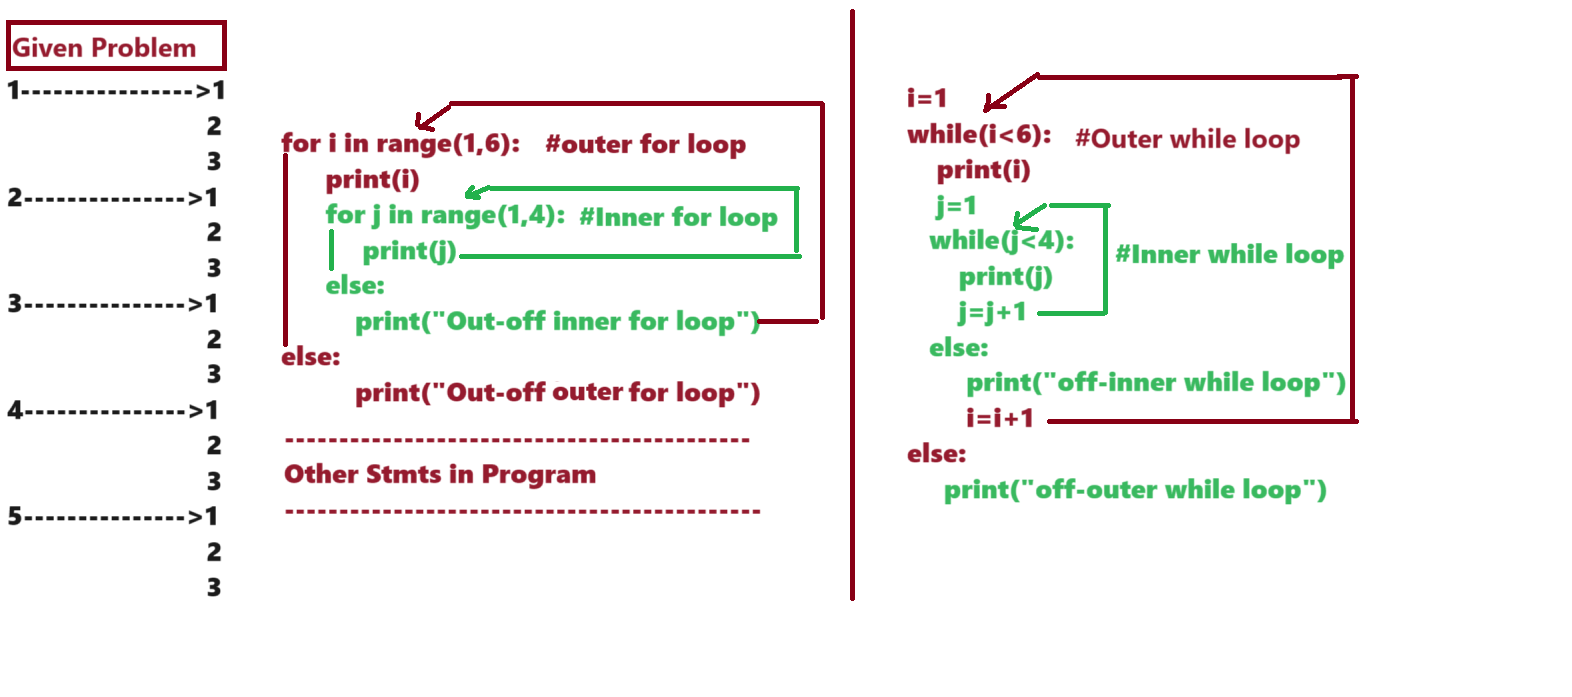 Given Problem
1---------------->1
2
3
2--------------->1
2
3
3--------------->1
2
3
4--------------->1
2
3
5--------------->1
2
3
for i in range(1,6): #outer for loop
print(i)
for j in range(1,4): #Inner for loop
print(j)
else:
print("Out-off inner for loop")
else:
print("Out-off outer for loop")
-------------------------------------------
Other Stmts in Program
--------------------------------------------
i=1
while(i<6): #Outer while loop
print(i)
j=1
while(j<4):
#Inner while loop
print(j)
j=j+1
else:
print("off-inner while loop")
i=i+1
else:
print("off-outer while loop")